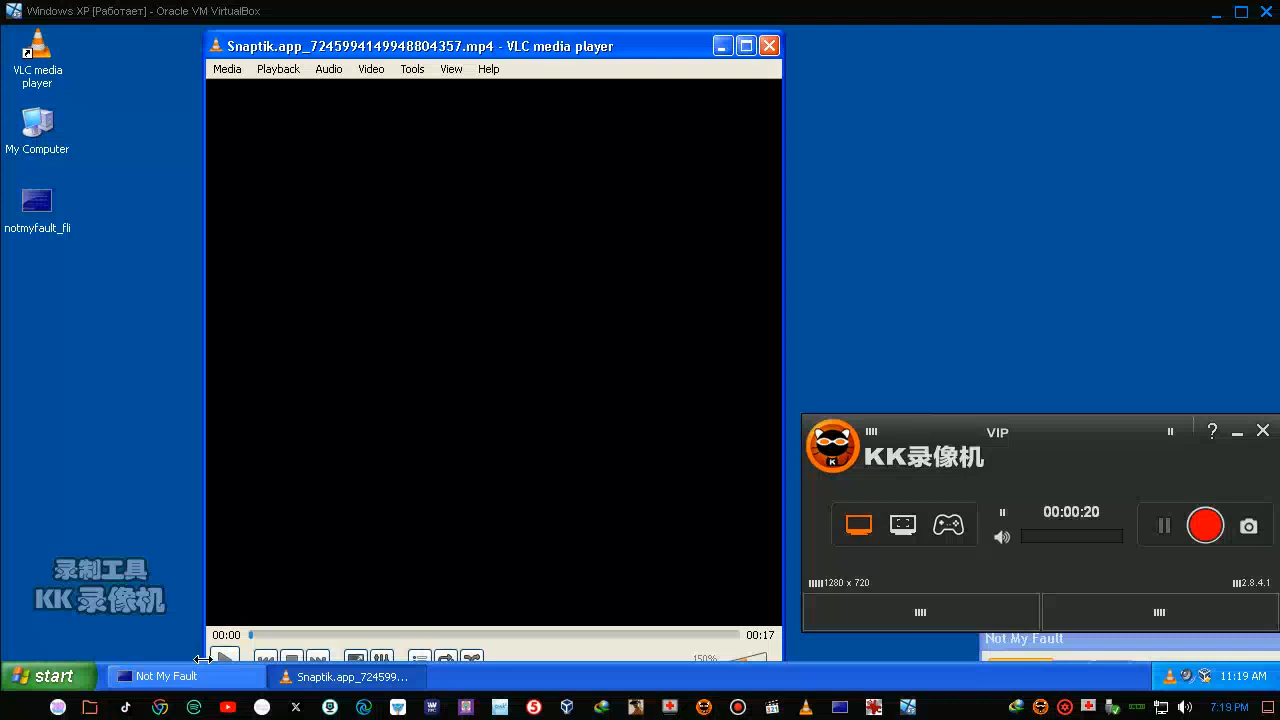 Windows XP [Работает] - Oracle VM VirtualBox
VLC media
player
My Computer
notmyfault_fli
Snaptik.app_7245994149948804357.mp4 - VLC media player
Media Playback Audio Video Tools View Help
VIP
KK录像机
00:00:20
1280 x 720
2.8.4.1
录制工具
KK 录像机
00:00
00:17
150%
Not My Fault
start
Not My Fault
Snaptik.app_724599...
11:19 AM
7:19 PM